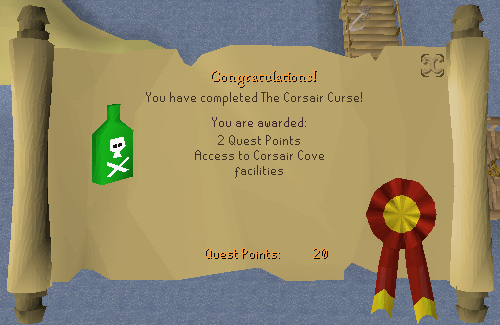 Congratulations!
You have completed The Corsair Curse!
You are awarded:
2 Quest Points
Access to Corsair Cove
facilities
Quest Points: 20